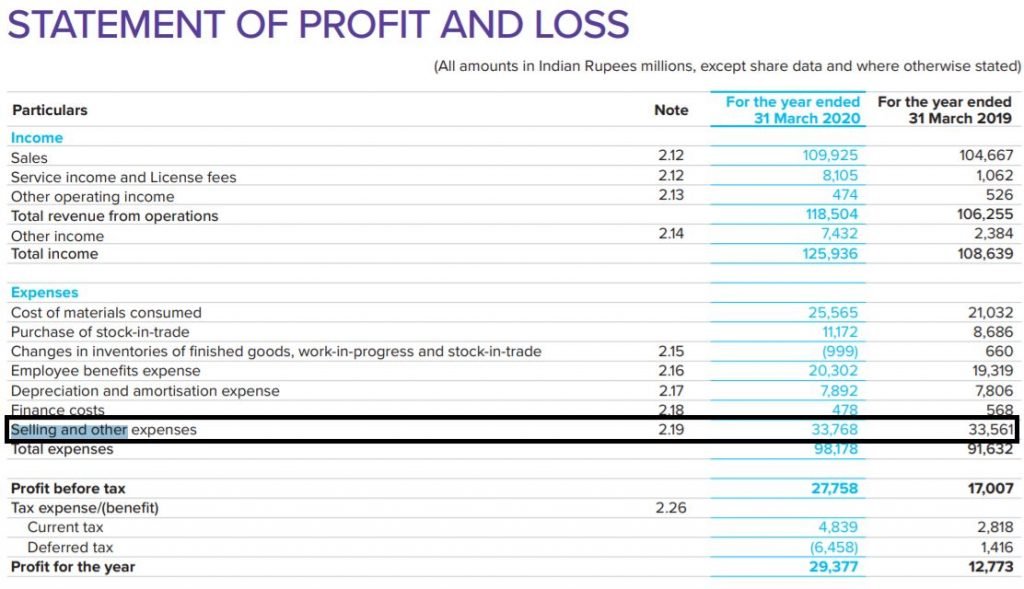 STATEMENT OF PROFIT AND LOSS
(All amounts in Indian Rupees millions, except share data and where otherwise stated)
Particulars Note For the year ended 31 March 2020 For the year ended 31 March 2019
Income
Sales 2.12 109,925 104,667
Service income and License fees 2.12 8,105 1,062
Other operating income 2.13 474 526
Total revenue from operations 118,504 106,255
Other income 2.14 7,432 2,384
Total income 125,936 108,639
Expenses
Cost of materials consumed 25,565 21,032
Purchase of stock-in-trade 11,172 8,686
Changes in inventories of finished goods, work-in-progress and stock-in-trade 2.15 (999) 660
Employee benefits expense 2.16 20,302 19,319
Depreciation and amortisation expense 2.17 7,892 7,806
Finance costs 2.18 478 568
Selling and other expenses 2.19 33,768 33,561
Total expenses 98,178 91,632
Profit before tax 27,758 17,007
Tax expense/(benefit) 2.26
Current tax 4,839 2,818
Deferred tax (6,458) 1,416
Profit for the year 29,377 12,773